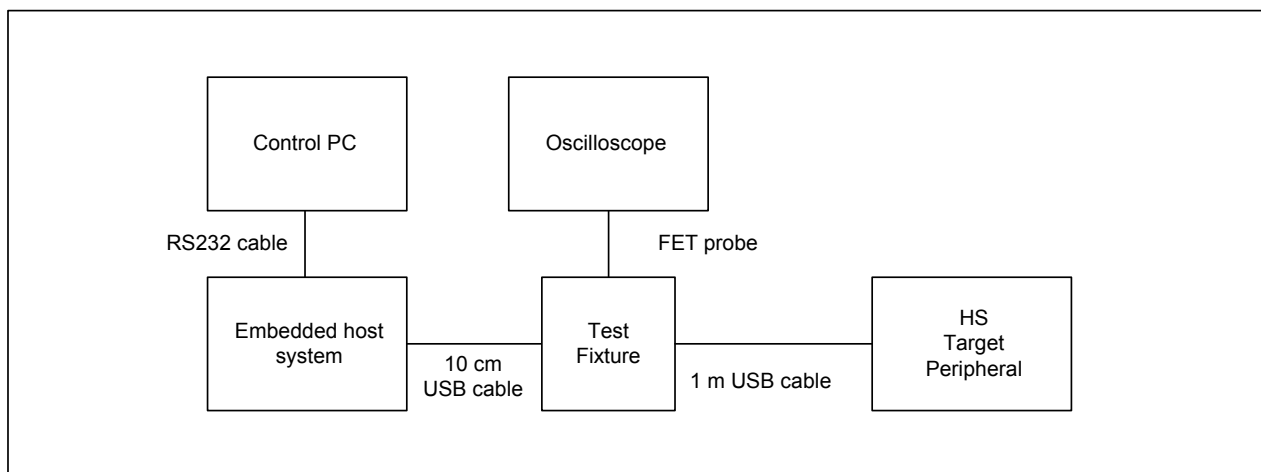 Control PC
Oscilloscope
RS232 cable
FET probe
Embedded host
system
10 cm
USB cable
Test
Fixture
1 m USB cable
HS
Target
Peripheral